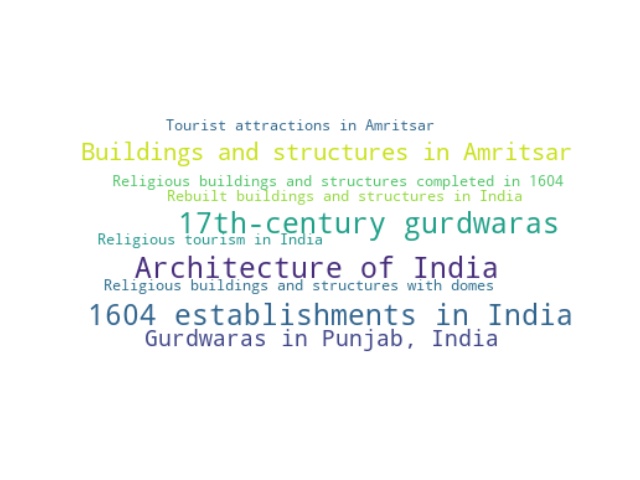 Tourist attractions in Amritsar
Buildings and structures in Amritsar
Religious buildings and structures completed in 1604
Rebuilt buildings and structures in India
17th-century gurdwaras
Religious tourism in India
Architecture of India
Religious buildings and structures with domes
1604 establishments in India
Gurdwaras in Punjab, India